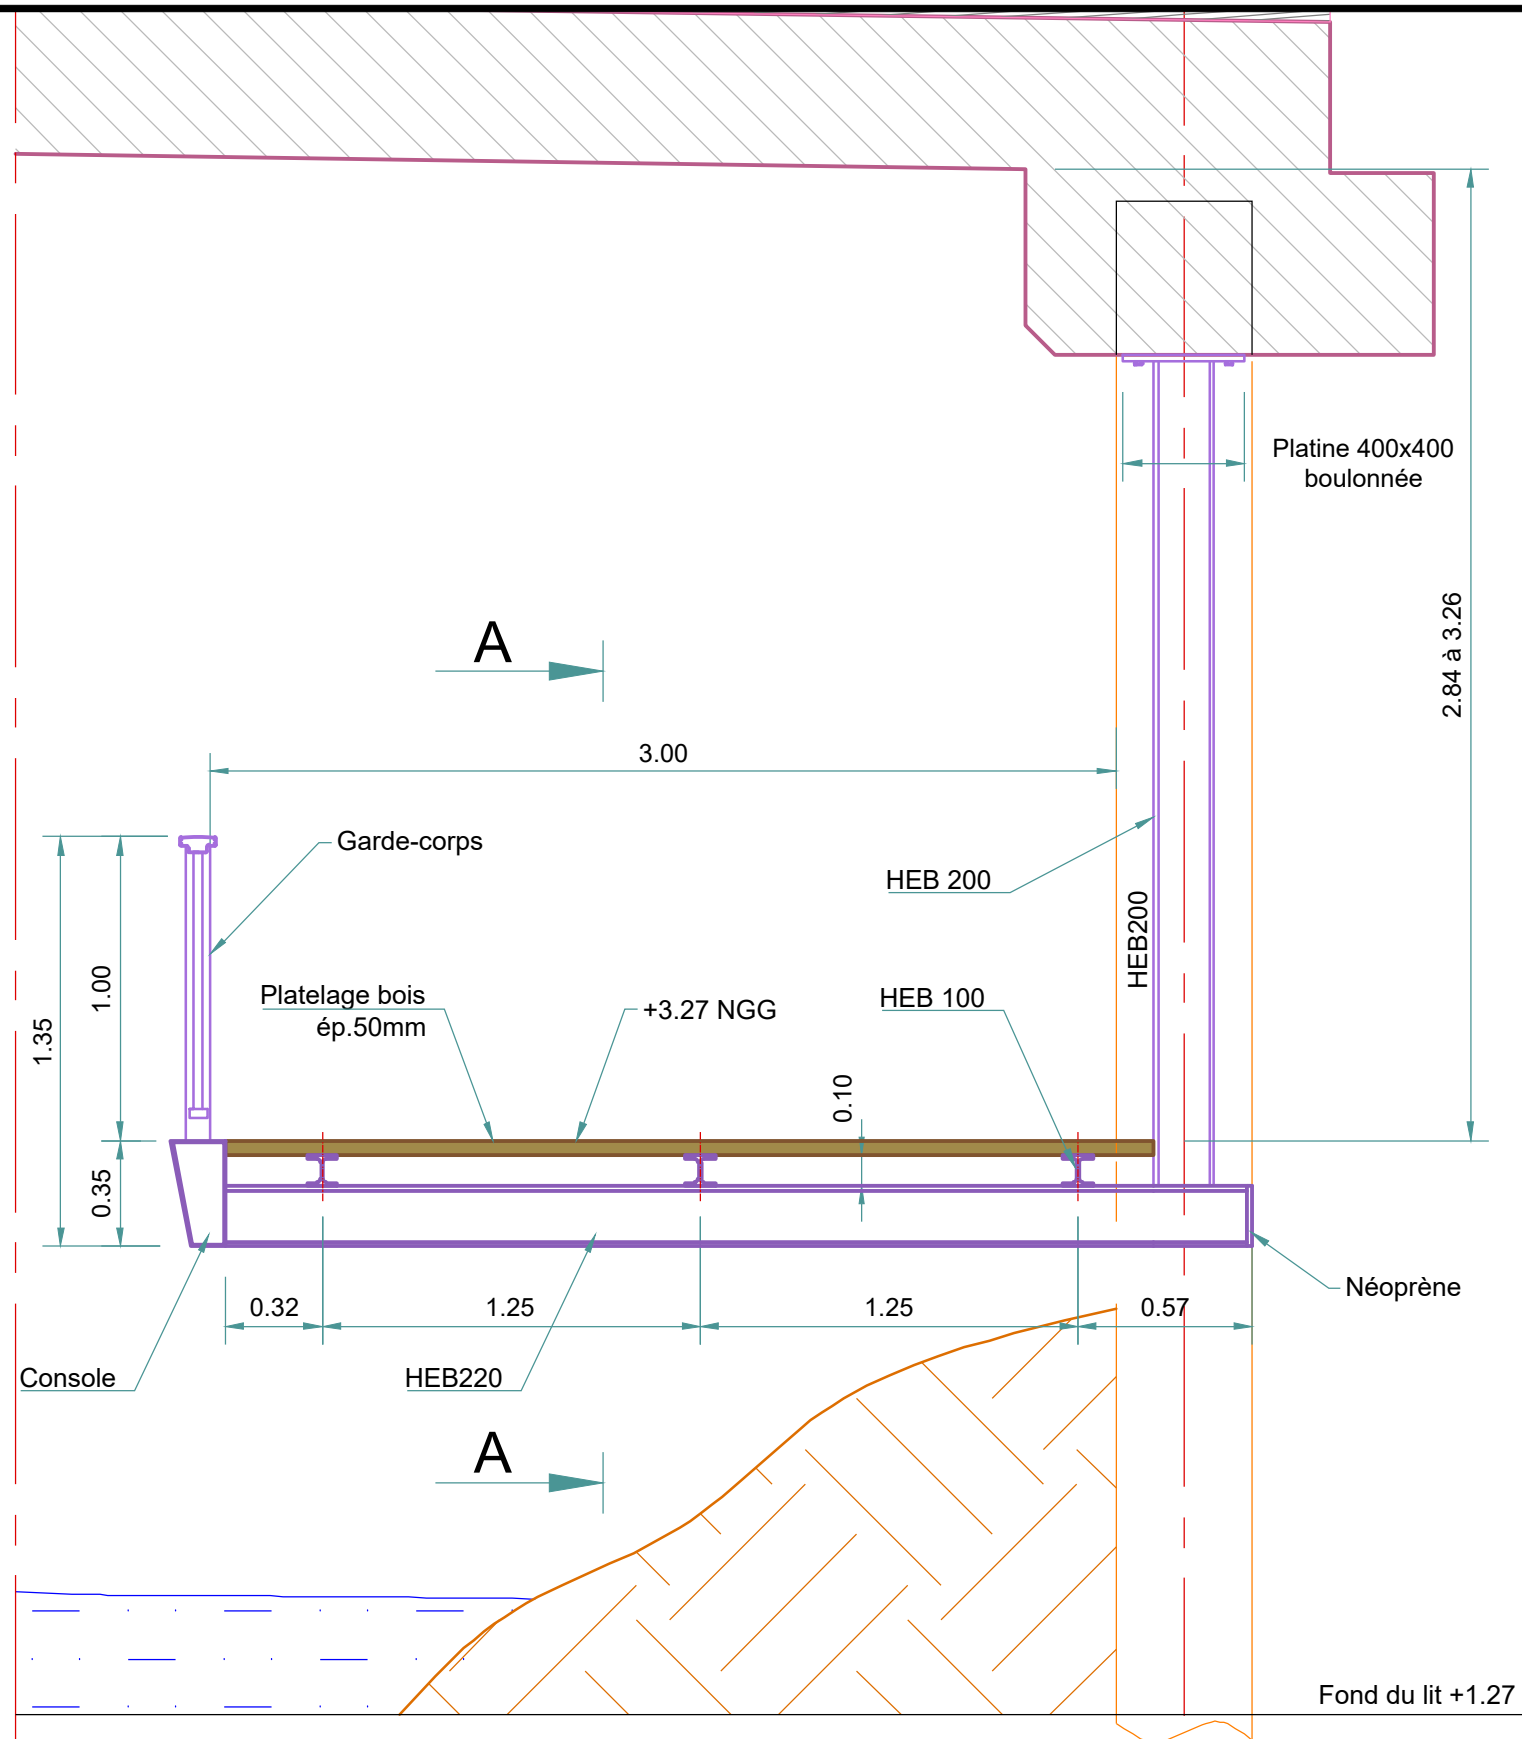 Platine 400x400
boulonnée
2.84 à 3.26
A
3.00
Garde-corps
HEB 200
HEB200
1.00
1.35
Platelage bois
ép.50mm
+3.27 NGG
HEB 100
0.10
0.35
Néoprène
0.32
1.25
1.25
0.57
Console
HEB220
A
Fond du lit +1.27